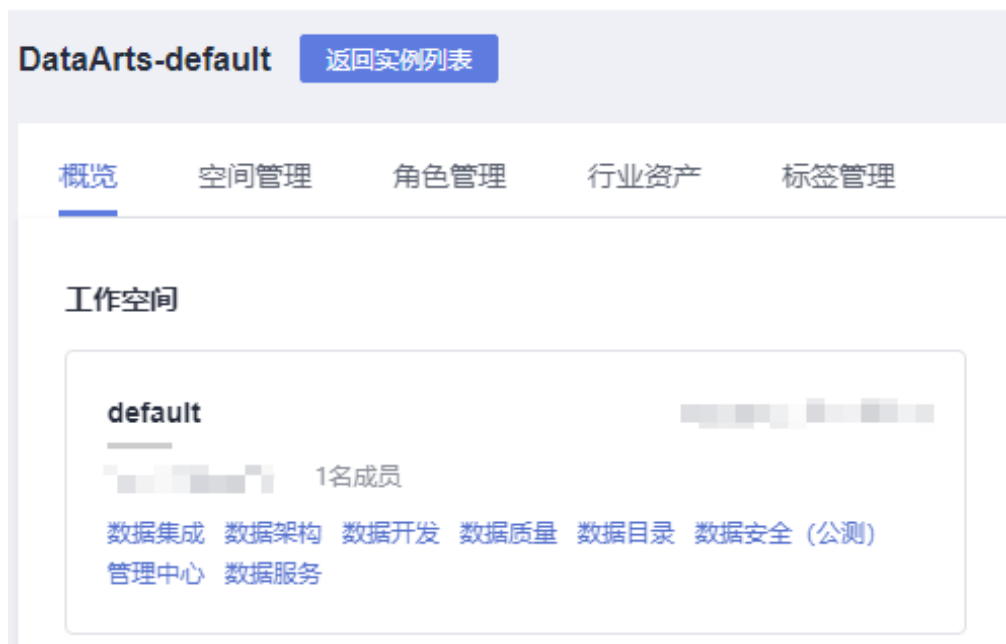 DataArts-default 返回实例列表
概览 空间管理 角色管理 行业资产 标签管理
工作空间
default
1名成员
数据集成 数据架构 数据开发 数据质量 数据目录 数据安全 (公测)
管理中心 数据服务